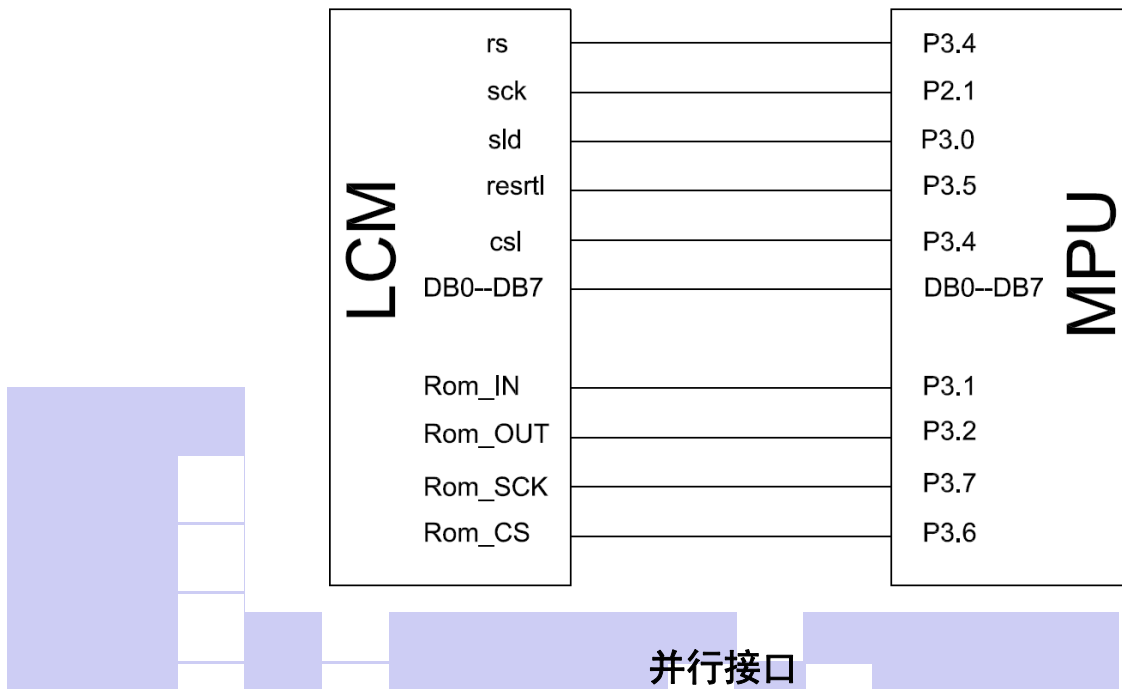 LCM
MPU
rs P3.4
sck P2.1
sld P3.0
resrtl P3.5
csl P3.4
DB0--DB7 DB0--DB7
Rom_IN P3.1
Rom_OUT P3.2
Rom_SCK P3.7
Rom_CS P3.6
并行接口